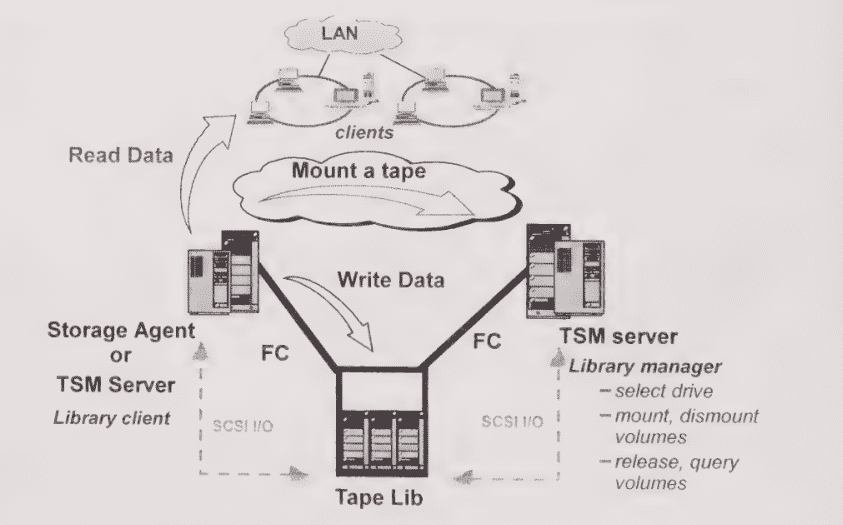 LAN
clients
Read Data
Mount a tape
Write Data
Storage Agent
or
TSM Server
Library client
FC
FC
TSM server
Library manager
– select drive
– mount, dismount
volumes
– release, query
volumes
SCSI I/O
SCSI I/O
Tape Lib